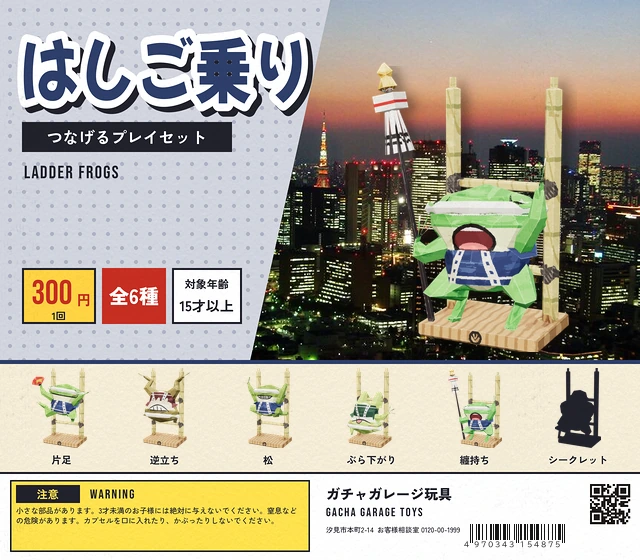 はしご乗り
つなげるプレイセット
LADDER FROGS
300円
1回
全6種
対象年齢
15才以上
片足
逆立ち
松
ぶら下がり
纏持ち
シークレット
注意 WARNING
小さな部品があります。3才未満のお子様には絶対に与えないでください。窒息など
の危険があります。カプセルを口に入れたり、かぶったりしないでください。
ガチャガレージ玩具
GACHA GARAGE TOYS
汐見市本町2-14 お客様相談室 0120-00-1999
4 970343 154875